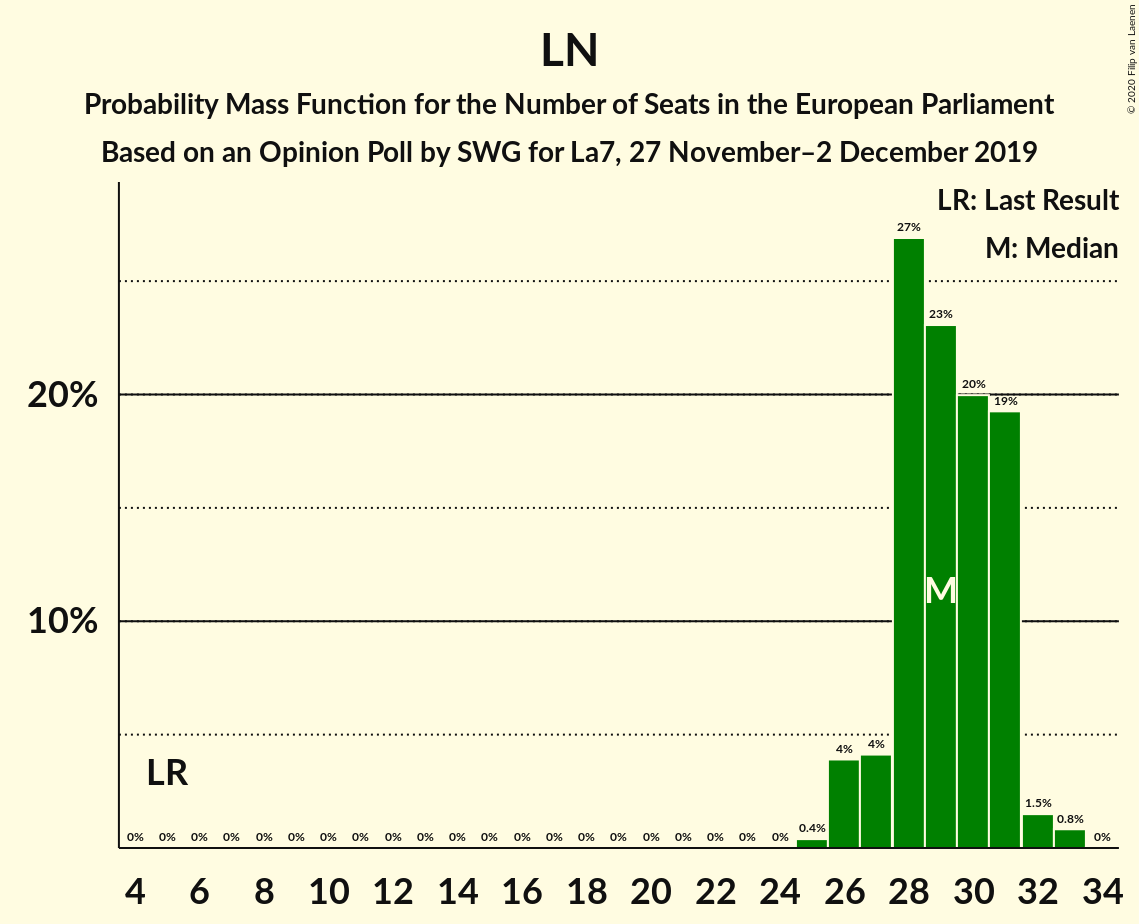 LN
Probability Mass Function for the Number of Seats in the European Parliament
Based on an Opinion Poll by SWG for La7, 27 November–2 December 2019
© 2020 Filip van Laenen
LR: Last Result
M: Median
27%
23%
20%
20%
19%
M
10%
4%
4%
LR
1.5%
0.8%
0.4%
0% 0% 0% 0% 0% 0% 0% 0% 0% 0% 0% 0% 0% 0% 0% 0% 0% 0% 0% 0% 0% 0%
4 6 8 10 12 14 16 18 20 22 24 26 28 30 32 34